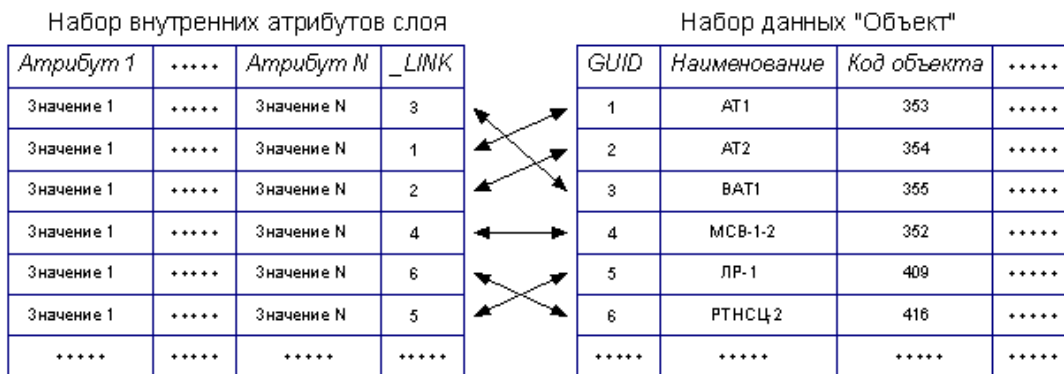 Набор внутренних атрибутов слоя
Атрибут 1 ..... Атрибут N _LINK
Значение 1 ..... Значение N 3
Значение 1 ..... Значение N 1
Значение 1 ..... Значение N 2
Значение 1 ..... Значение N 4
Значение 1 ..... Значение N 6
Значение 1 ..... Значение N 5
..... ..... ..... .....
Набор данных "Объект"
GUID Наименование Код объекта .....
1 АТ1 353 .....
2 АТ2 354 .....
3 ВАТ1 355 .....
4 МСВ-1-2 352 .....
5 ЛР-1 409 .....
6 РТНСЦ-2 416 .....
..... ..... ..... .....